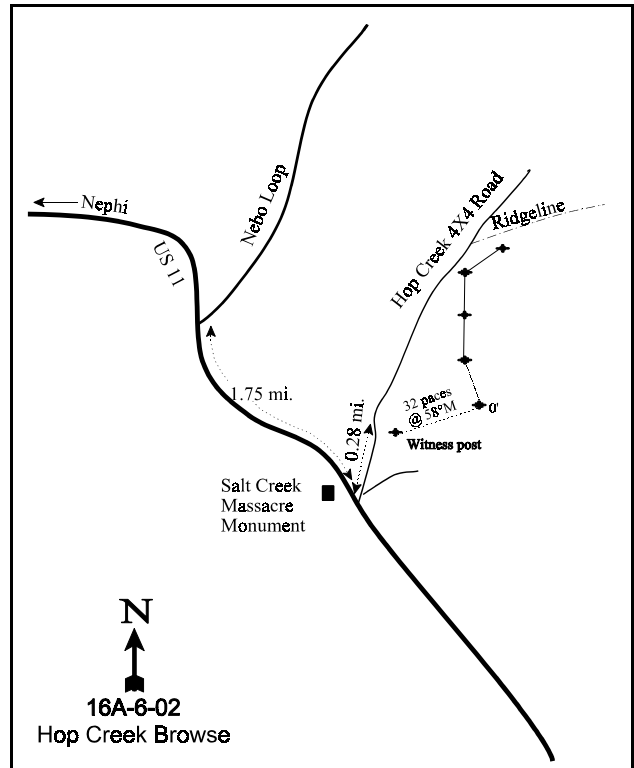 Nephi
US 11
Nebo Loop
Hop Creek 4X4 Road
Ridgeline
1.75 mi.
0.28 mi.
32 paces
@ 58°M
0'
Witness post
Salt Creek
Massacre
Monument
N
16A-6-02
Hop Creek Browse